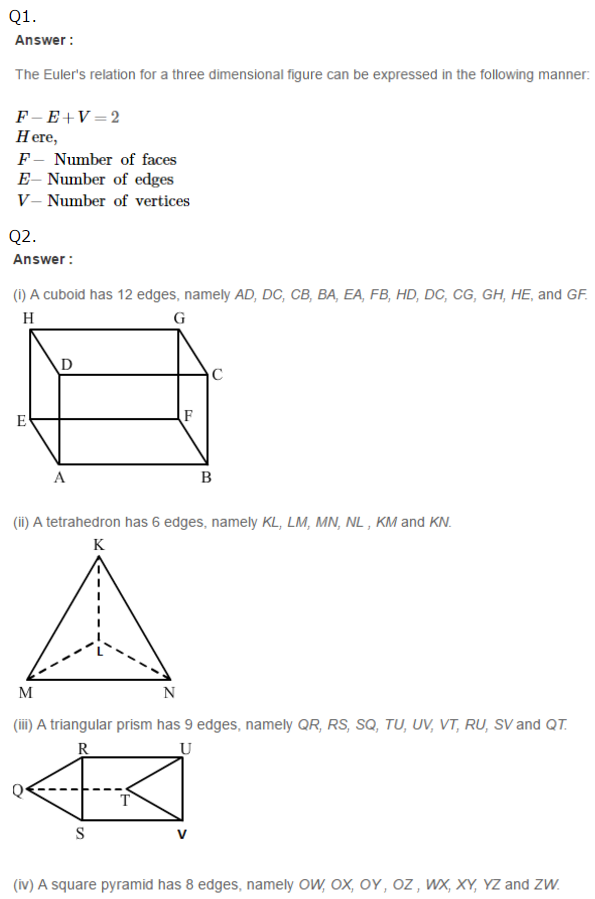 Q1.
Answer :
The Euler's relation for a three dimensional figure can be expressed in the following manner:
F – E + V = 2
Here,
F – Number of faces
E – Number of edges
V – Number of vertices
Q2.
Answer :
(i) A cuboid has 12 edges, namely AD, DC, CB, BA, EA, FB, HD, DC, CG, GH, HE, and GF.
H G
D
C
E F
A B
(ii) A tetrahedron has 6 edges, namely KL, LM, MN, NL , KM and KN.
K
L
M N
(iii) A triangular prism has 9 edges, namely QR, RS, SQ, TU, UV, VT, RU, SV and QT.
R U
Q
T
S V
(iv) A square pyramid has 8 edges, namely OW, OX, OY , OZ , WX, XY, YZ and ZW.